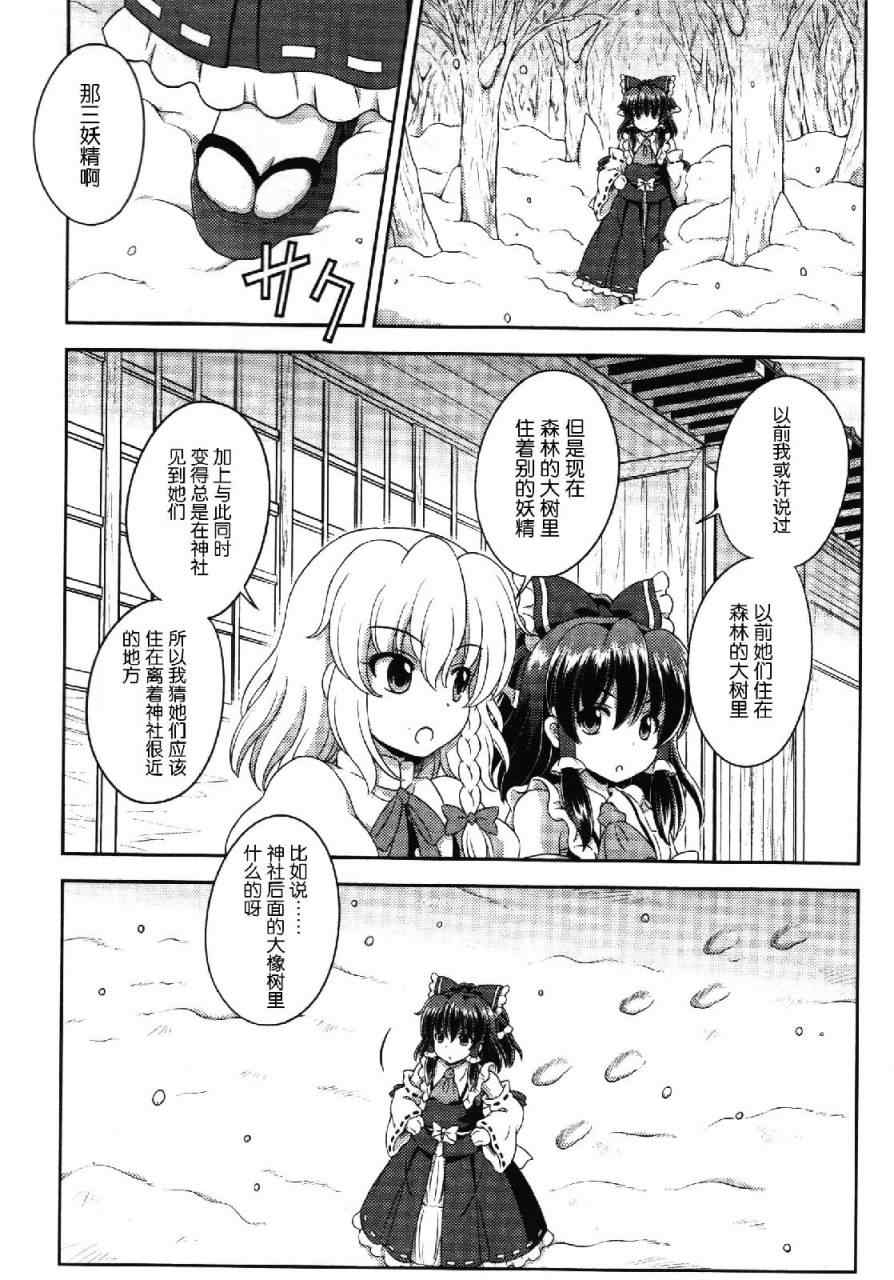 那三妖精啊
サク
以前我或许说过
以前她们住在
森林的大树里
但是现在
森林的大树里
住着别的妖精
加上与此同时
变得总是在神社
见到她们
所以我猜她们应该
住在离着神社很近
的地方
比如说……
神社后面的大橡树里
什么的呀